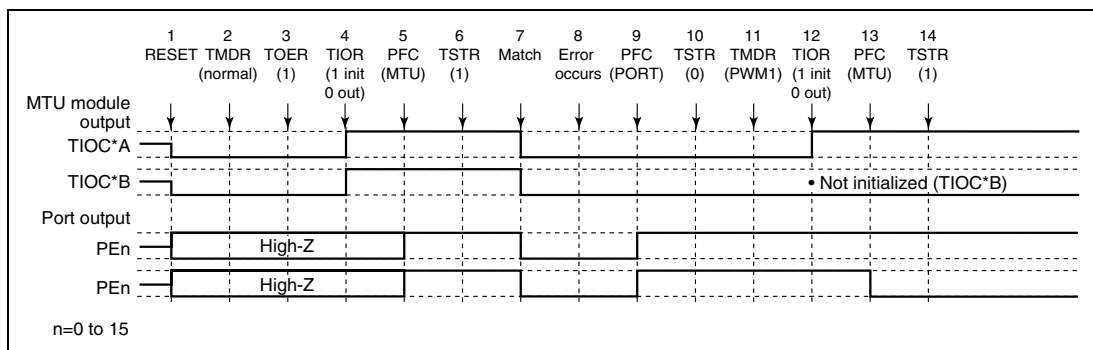 1 2 3 4 5 6 7 8 9 10 11 12 13 14
RESET TMDR TOER TIOR PFC TSTR Match Error PFC TSTR TMDR TIOR PFC TSTR
(normal) (1) (1 init (MTU) (1) occurs (PORT) (0) (PWM1) (1 init (MTU) (1)
0 out) 0 out)
MTU module
output
TIOC*A
TIOC*B
• Not initialized (TIOC*B)
Port output
PEn
High-Z
PEn
High-Z
n=0 to 15